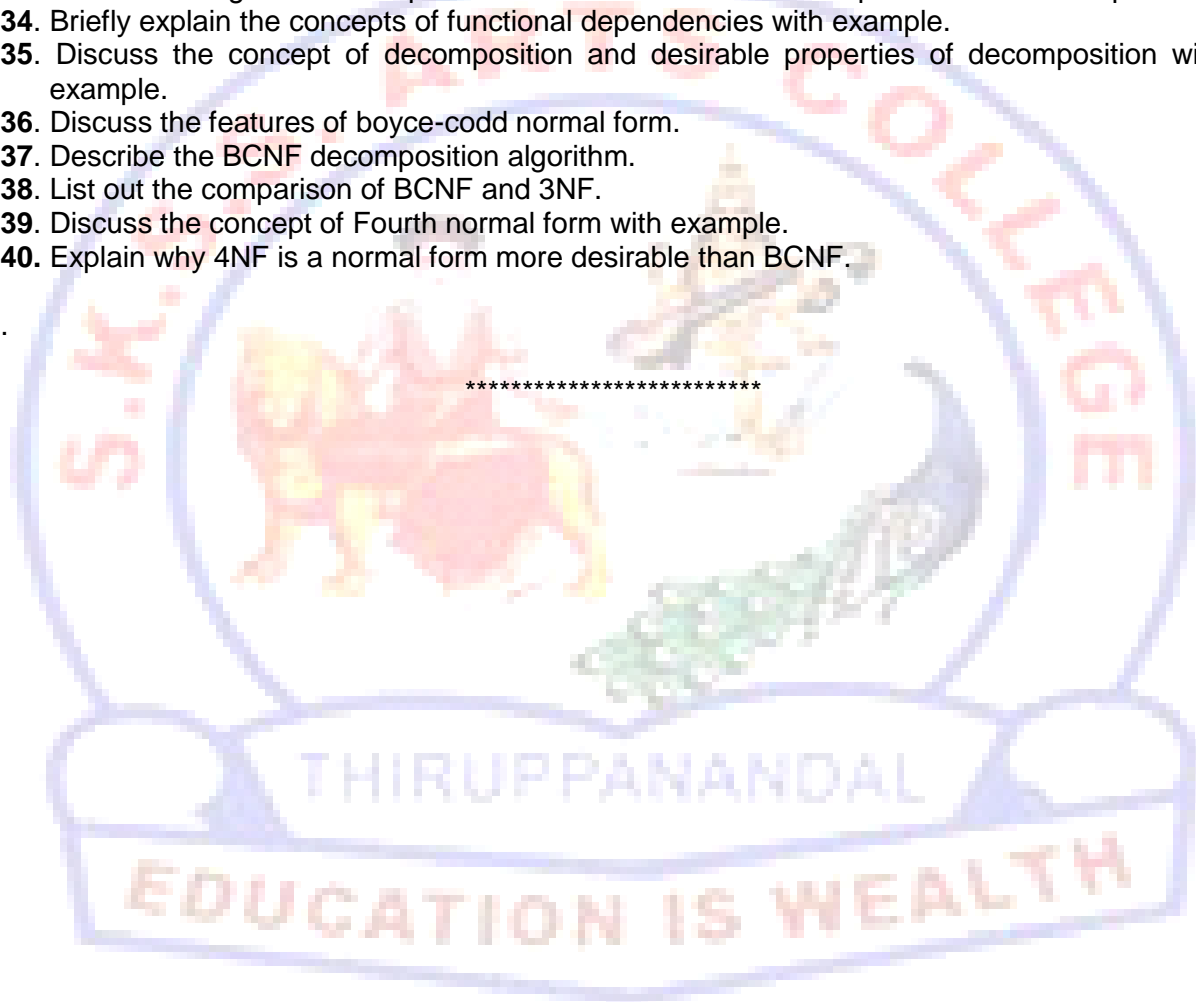 34. Briefly explain the concepts of functional dependencies with example.
35. Discuss the concept of decomposition and desirable properties of decomposition wi
example.
36. Discuss the features of boyce-codd normal form.
37. Describe the BCNF decomposition algorithm.
38. List out the comparison of BCNF and 3NF.
39. Discuss the concept of Fourth normal form with example.
40. Explain why 4NF is a normal form more desirable than BCNF.
.
**************************
S.K.S.S. ARTS COLLEGE
THIRUPPANANDAL
EDUCATION IS WEALTH